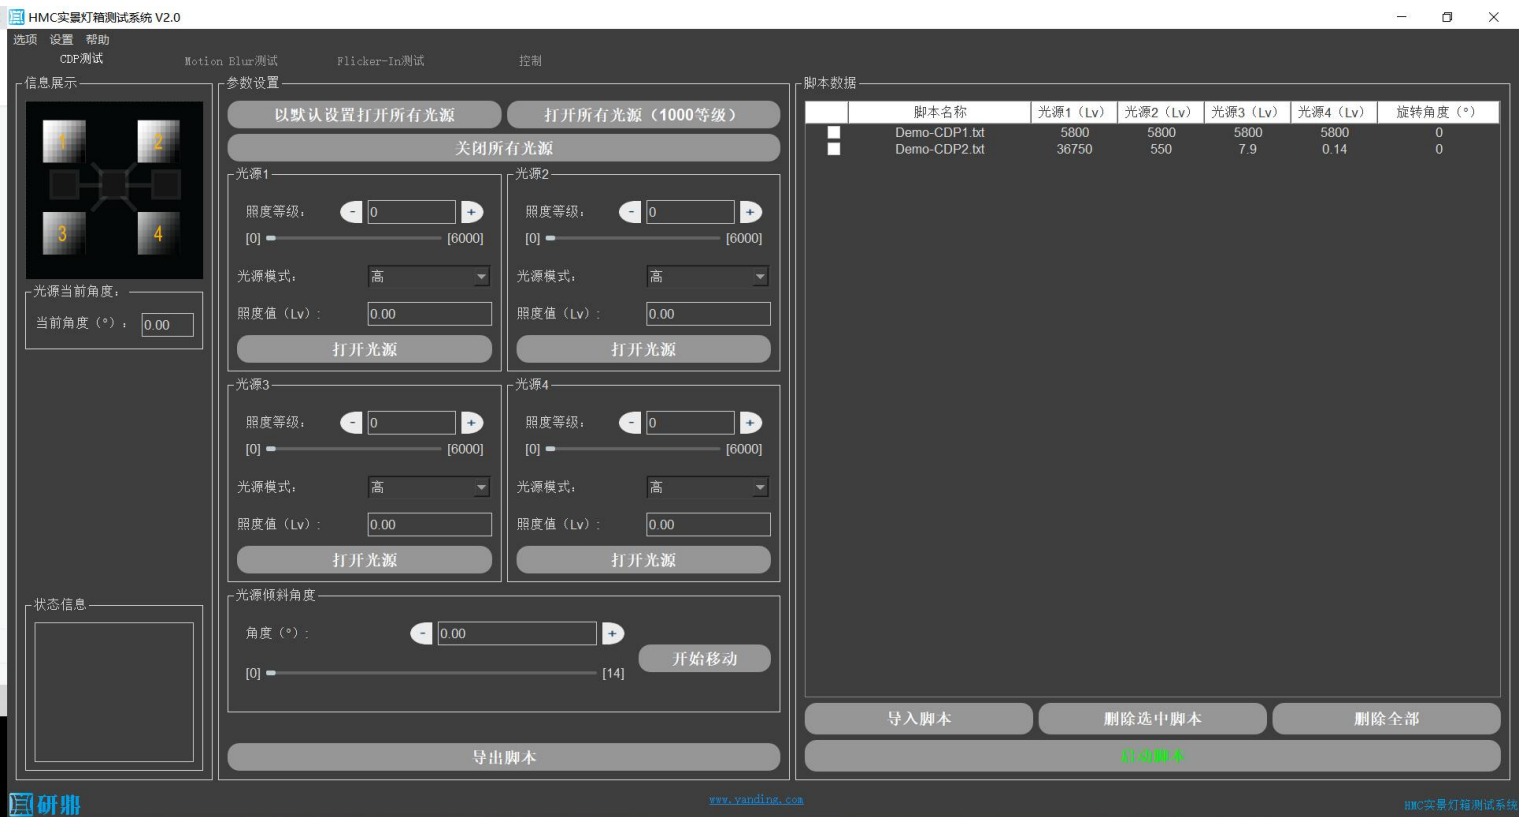 HMC实景灯箱测试系统 V2.0
选项 设置 帮助
CDP测试 Motion Blur测试 Flicker-In测试 控制
信息展示
1 2
3 4
光源当前角度：
当前角度（°）： 0.00
状态信息
参数设置
以默认设置打开所有光源 打开所有光源（1000等级）
关闭所有光源
光源1
照度等级： - 0 +
[0] [6000]
光源模式： 高
照度值（Lv）： 0.00
打开光源
光源2
照度等级： - 0 +
[0] [6000]
光源模式： 高
照度值（Lv）： 0.00
打开光源
光源3
照度等级： - 0 +
[0] [6000]
光源模式： 高
照度值（Lv）： 0.00
打开光源
光源4
照度等级： - 0 +
[0] [6000]
光源模式： 高
照度值（Lv）： 0.00
打开光源
光源倾斜角度
角度（°）： - 0.00 +
[0] [14]
开始移动
导出脚本
脚本数据
脚本名称 光源1（Lv） 光源2（Lv） 光源3（Lv） 光源4（Lv） 旋转角度（°）
Demo-CDP1.txt 5800 5800 5800 5800 0
Demo-CDP2.txt 36750 550 7.9 0.14 0
导入脚本 删除选中脚本 删除全部
启动脚本
研鼎
www.yanding.com
HMC实景灯箱测试系统